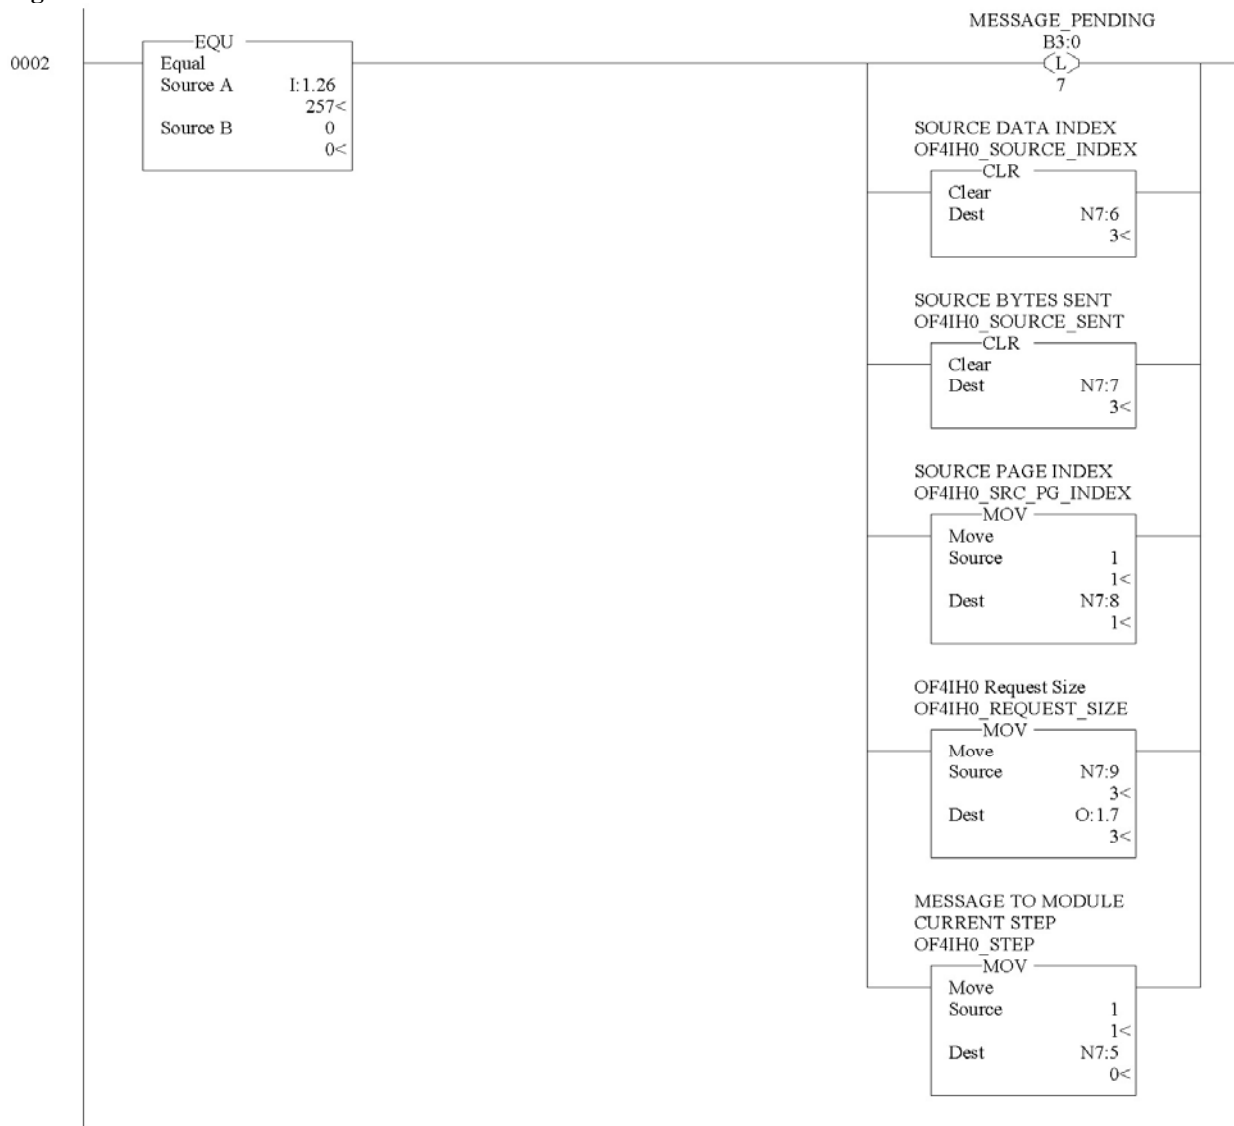 MESSAGE_PENDING
B3:0
0002
EQU
Equal
Source A I:1.26
257<
Source B 0
0<
L
7
SOURCE DATA INDEX
OF4IH0_SOURCE_INDEX
CLR
Clear
Dest N7:6
3<
SOURCE BYTES SENT
OF4IH0_SOURCE_SENT
CLR
Clear
Dest N7:7
3<
SOURCE PAGE INDEX
OF4IH0_SRC_PG_INDEX
MOV
Move
Source 1
1<
Dest N7:8
1<
OF4IH0 Request Size
OF4IH0_REQUEST_SIZE
MOV
Move
Source N7:9
3<
Dest O:1.7
3<
MESSAGE TO MODULE
CURRENT STEP
OF4IH0_STEP
MOV
Move
Source 1
1<
Dest N7:5
0<